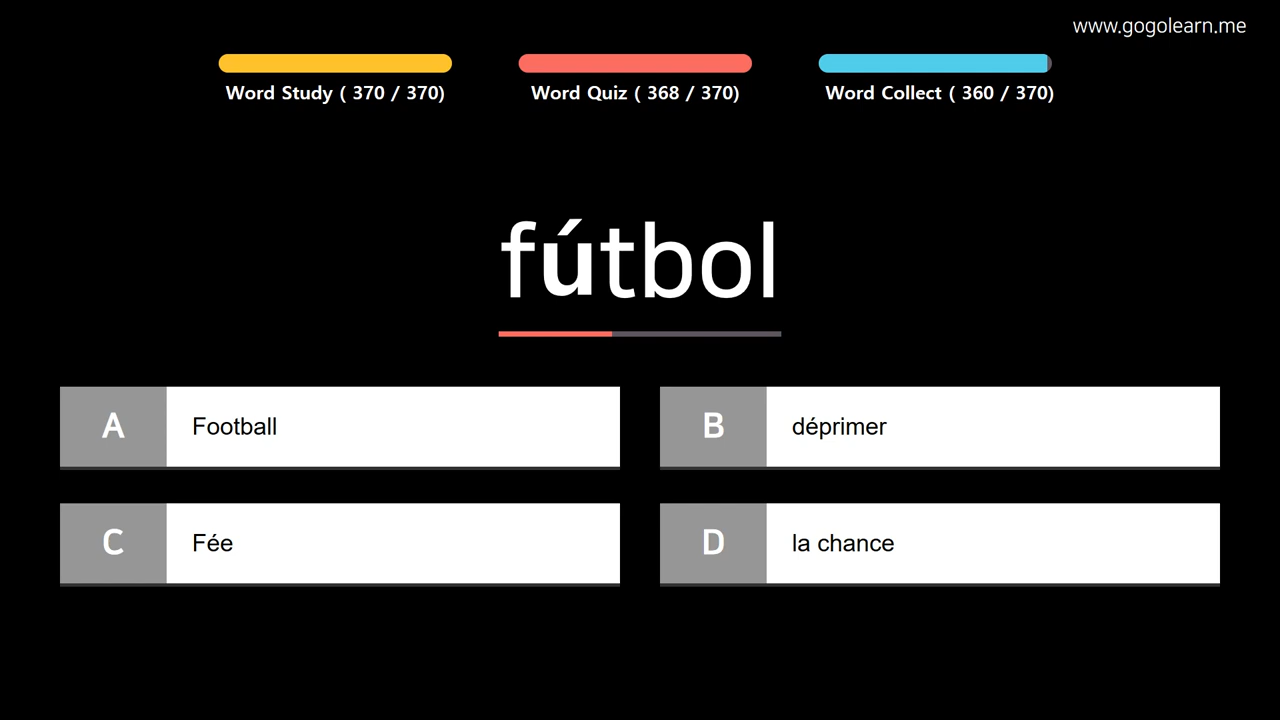 www.gogolearn.me
Word Study ( 370 / 370)
Word Quiz ( 368 / 370)
Word Collect ( 360 / 370)
fútbol
A
Football
B
déprimer
C
Fée
D
la chance